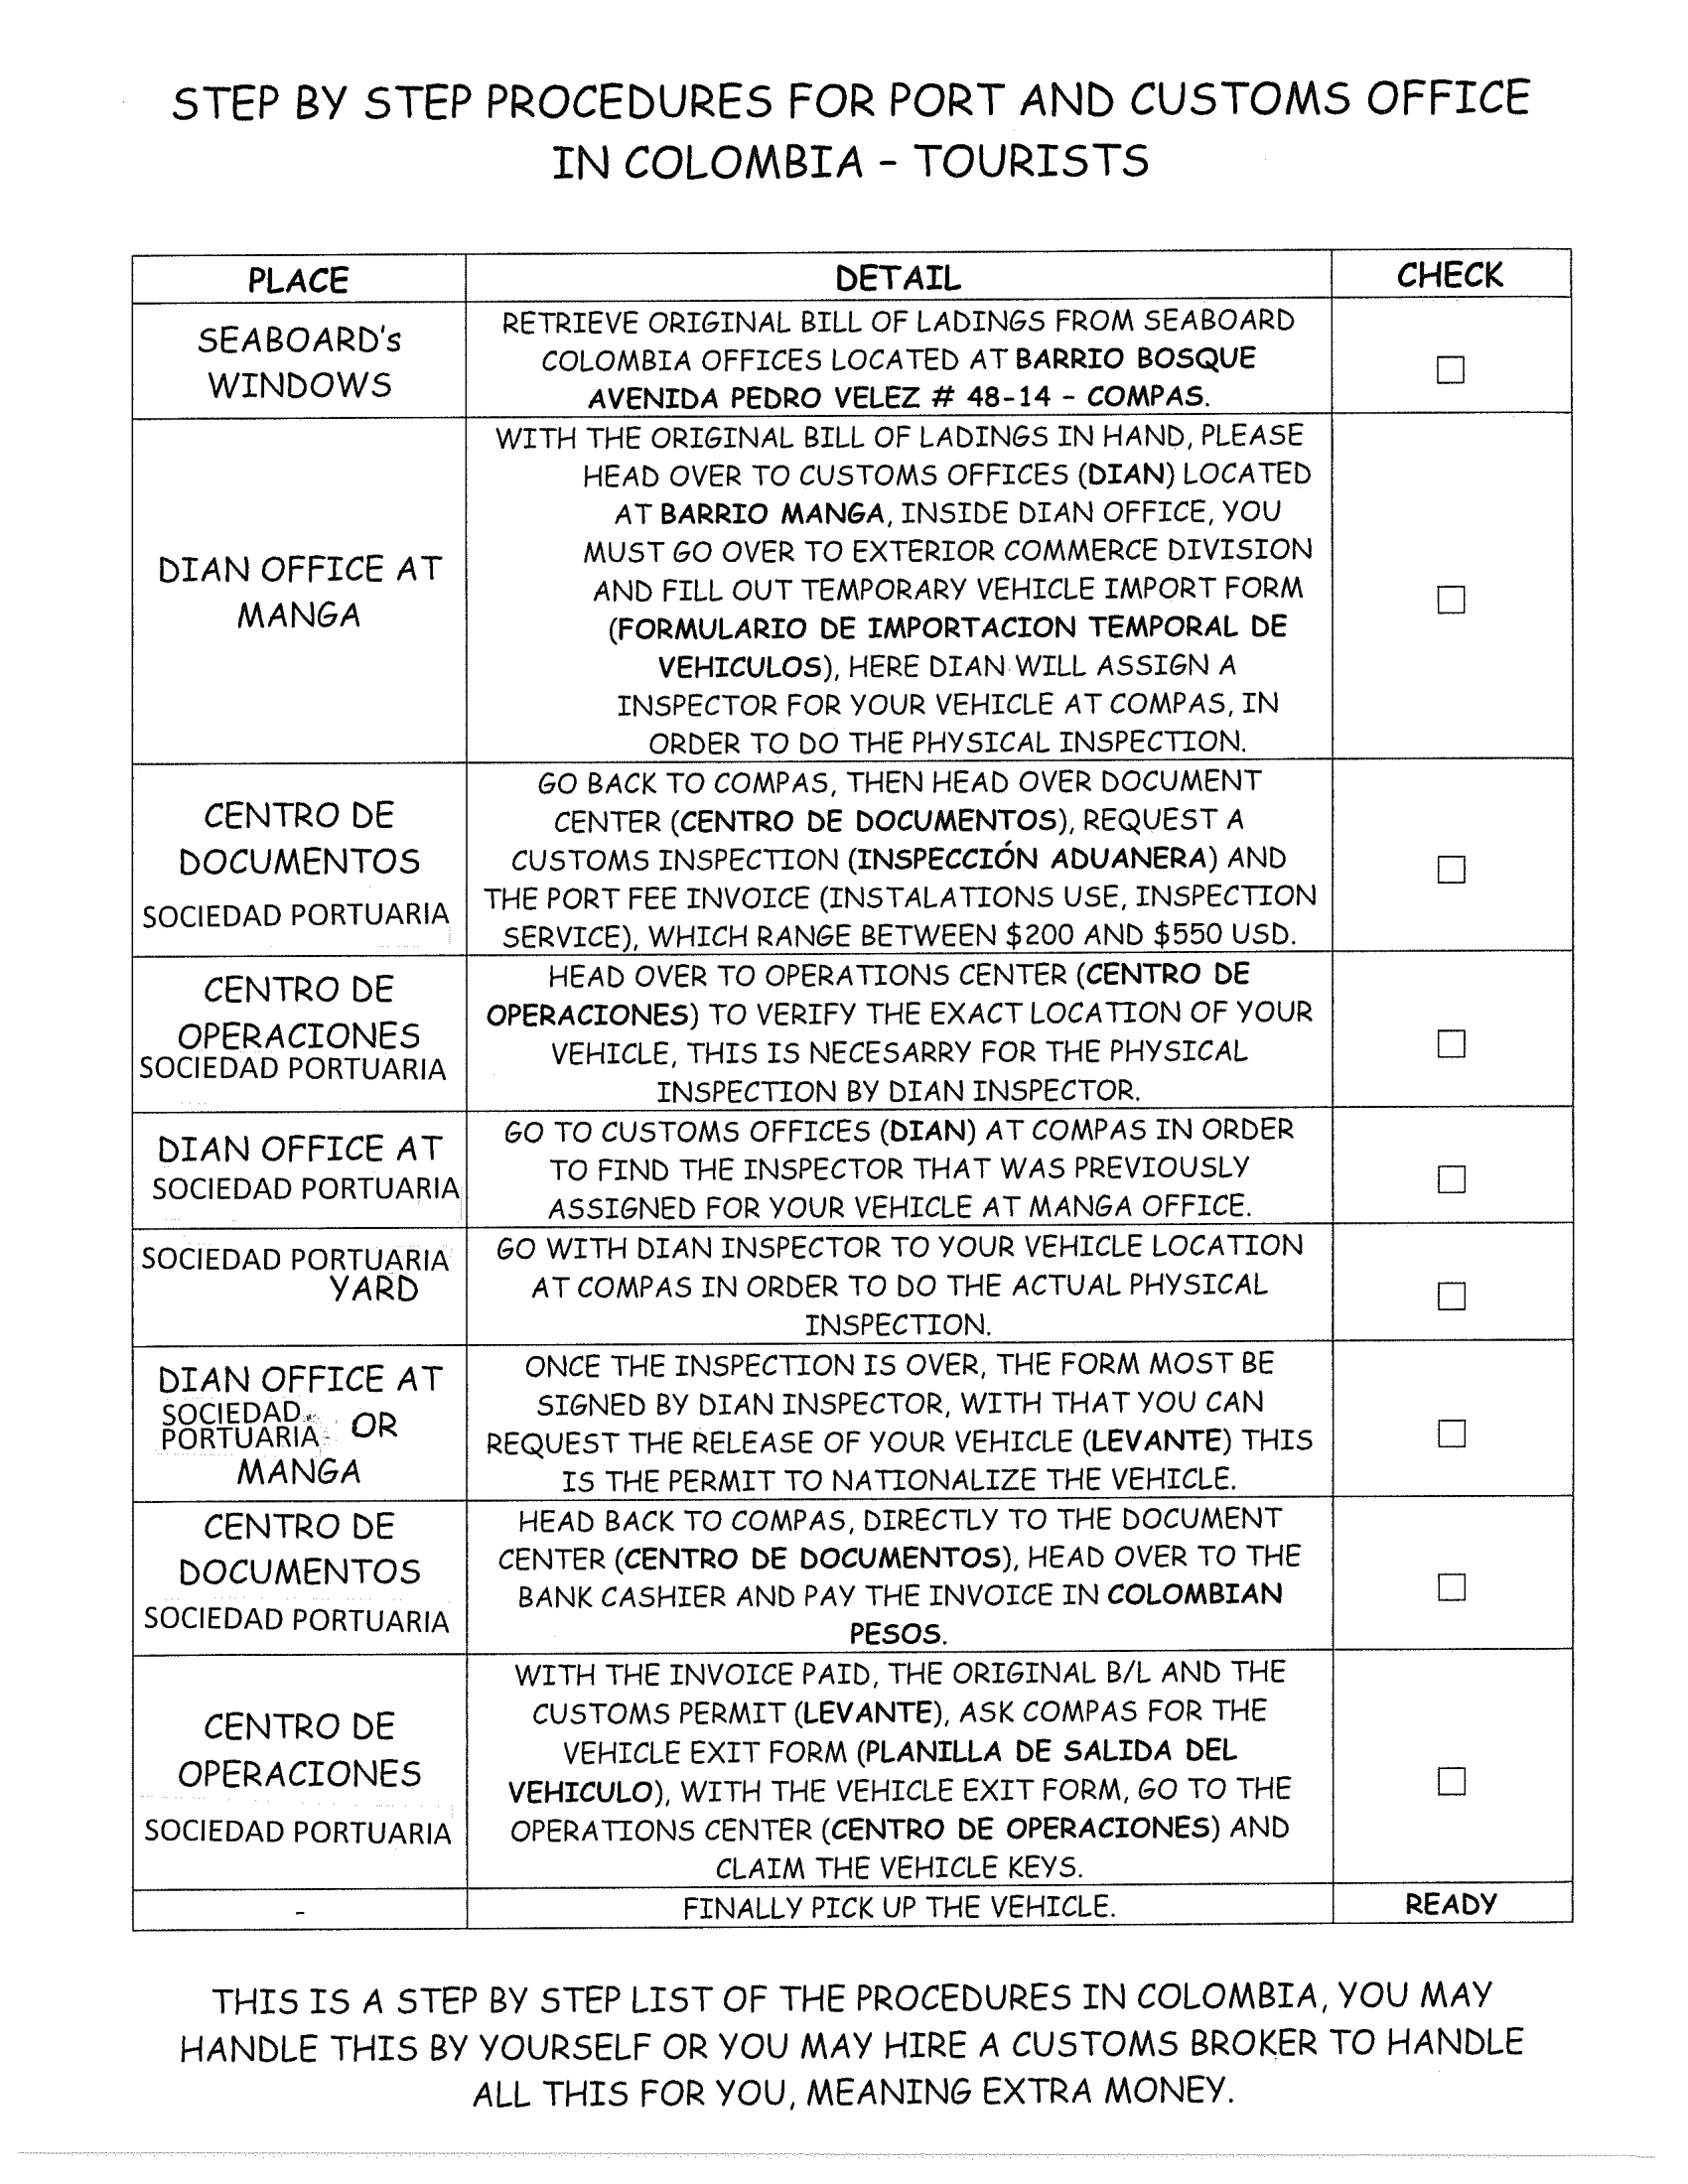 STEP BY STEP PROCEDURES FOR PORT AND CUSTOMS OFFICE
IN COLOMBIA - TOURISTS
PLACE
DETAIL
CHECK
SEABOARD's
WINDOWS
RETRIEVE ORIGINAL BILL OF LADINGS FROM SEABOARD
COLOMBIA OFFICES LOCATED AT BARRIO BOSQUE
AVENIDA PEDRO VELEZ # 48-14 - COMPAS.
DIAN OFFICE AT
MANGA
WITH THE ORIGINAL BILL OF LADINGS IN HAND, PLEASE
HEAD OVER TO CUSTOMS OFFICES (DIAN) LOCATED
AT BARRIO MANGA, INSIDE DIAN OFFICE, YOU
MUST GO OVER TO EXTERIOR COMMERCE DIVISION
AND FILL OUT TEMPORARY VEHICLE IMPORT FORM
(FORMULARIO DE IMPORTACION TEMPORAL DE
VEHICULOS), HERE DIAN WILL ASSIGN A
INSPECTOR FOR YOUR VEHICLE AT COMPAS, IN
ORDER TO DO THE PHYSICAL INSPECTION.
CENTRO DE
DOCUMENTOS
SOCIEDAD PORTUARIA
GO BACK TO COMPAS, THEN HEAD OVER DOCUMENT
CENTER (CENTRO DE DOCUMENTOS), REQUEST A
CUSTOMS INSPECTION (INSPECCIÓN ADUANERA) AND
THE PORT FEE INVOICE (INSTALATIONS USE, INSPECTION
SERVICE), WHICH RANGE BETWEEN $200 AND $550 USD.
CENTRO DE
OPERACIONES
SOCIEDAD PORTUARIA
HEAD OVER TO OPERATIONS CENTER (CENTRO DE
OPERACIONES) TO VERIFY THE EXACT LOCATION OF YOUR
VEHICLE, THIS IS NECESARRY FOR THE PHYSICAL
INSPECTION BY DIAN INSPECTOR.
DIAN OFFICE AT
SOCIEDAD PORTUARIA
GO TO CUSTOMS OFFICES (DIAN) AT COMPAS IN ORDER
TO FIND THE INSPECTOR THAT WAS PREVIOUSLY
ASSIGNED FOR YOUR VEHICLE AT MANGA OFFICE.
SOCIEDAD PORTUARIA
YARD
GO WITH DIAN INSPECTOR TO YOUR VEHICLE LOCATION
AT COMPAS IN ORDER TO DO THE ACTUAL PHYSICAL
INSPECTION.
DIAN OFFICE AT
SOCIEDAD
PORTUARIA OR
MANGA
ONCE THE INSPECTION IS OVER, THE FORM MOST BE
SIGNED BY DIAN INSPECTOR, WITH THAT YOU CAN
REQUEST THE RELEASE OF YOUR VEHICLE (LEVANTE) THIS
IS THE PERMIT TO NATIONALIZE THE VEHICLE.
CENTRO DE
DOCUMENTOS
SOCIEDAD PORTUARIA
HEAD BACK TO COMPAS, DIRECTLY TO THE DOCUMENT
CENTER (CENTRO DE DOCUMENTOS), HEAD OVER TO THE
BANK CASHIER AND PAY THE INVOICE IN COLOMBIAN
PESOS.
CENTRO DE
OPERACIONES
SOCIEDAD PORTUARIA
WITH THE INVOICE PAID, THE ORIGINAL B/L AND THE
CUSTOMS PERMIT (LEVANTE), ASK COMPAS FOR THE
VEHICLE EXIT FORM (PLANILLA DE SALIDA DEL
VEHICULO), WITH THE VEHICLE EXIT FORM, GO TO THE
OPERATIONS CENTER (CENTRO DE OPERACIONES) AND
CLAIM THE VEHICLE KEYS.
-
FINALLY PICK UP THE VEHICLE.
READY
THIS IS A STEP BY STEP LIST OF THE PROCEDURES IN COLOMBIA, YOU MAY
HANDLE THIS BY YOURSELF OR YOU MAY HIRE A CUSTOMS BROKER TO HANDLE
ALL THIS FOR YOU, MEANING EXTRA MONEY.